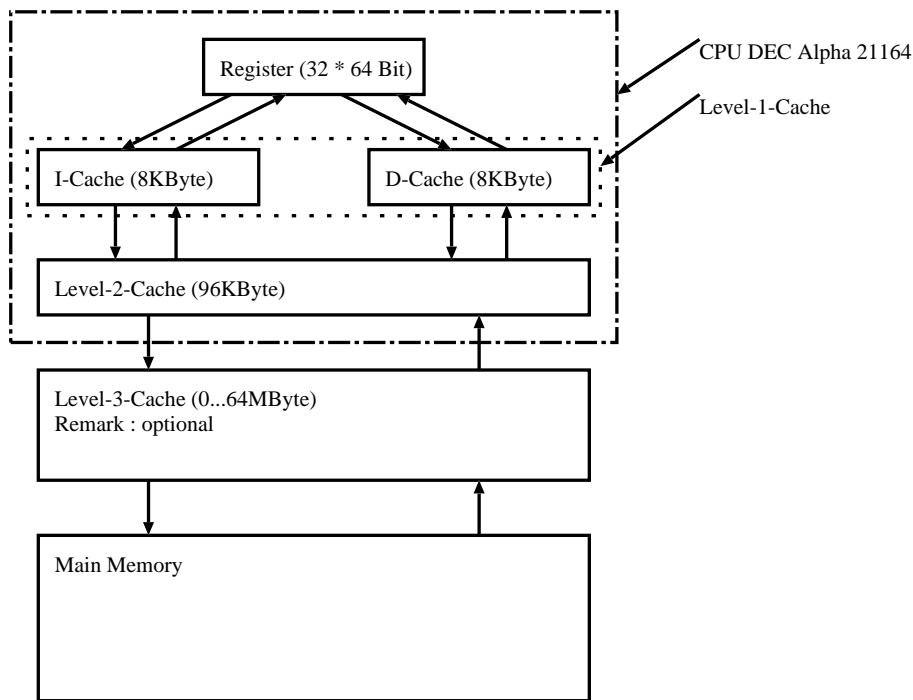 CPU DEC Alpha 21164
Register (32 * 64 Bit)
Level-1-Cache
I-Cache (8KByte)
D-Cache (8KByte)
Level-2-Cache (96KByte)
Level-3-Cache (0...64MByte)
Remark : optional
Main Memory